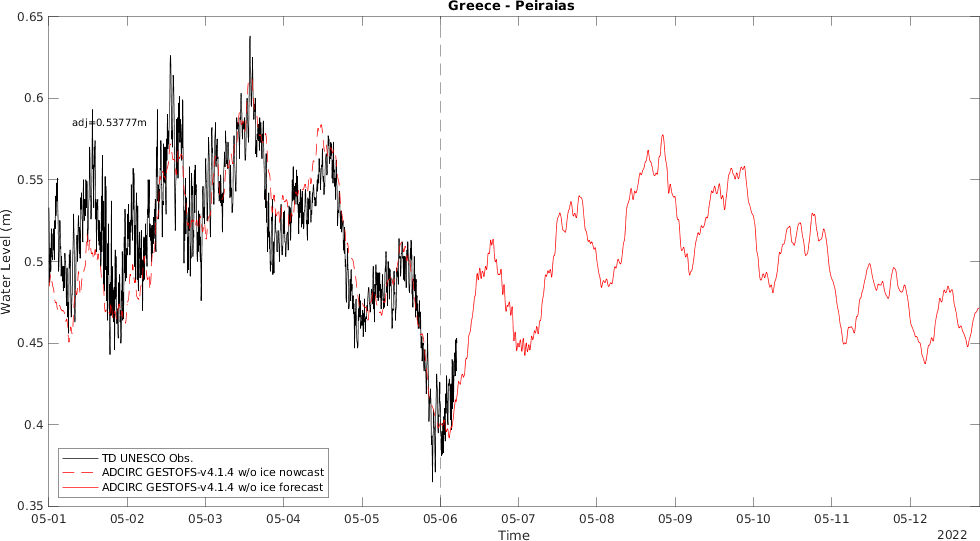 Greece - Peiraias
0.65
0.6
0.55
0.5
0.45
0.4
0.35
Water Level (m)
adj=0.53777m
TD UNESCO Obs.
ADCIRC GESTOFS-v4.1.4 w/o ice nowcast
ADCIRC GESTOFS-v4.1.4 w/o ice forecast
05-01 05-02 05-03 05-04 05-05 05-06 05-07 05-08 05-09 05-10 05-11 05-12
Time
2022